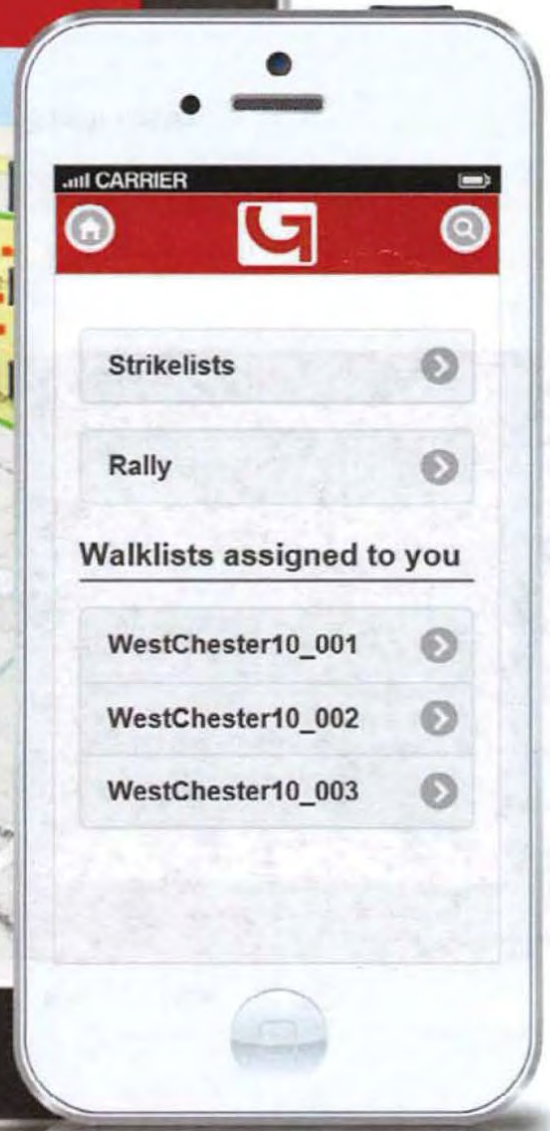 CARRIER
Strikelists
Rally
Walklists assigned to you
WestChester10_001
WestChester10_002
WestChester10_003